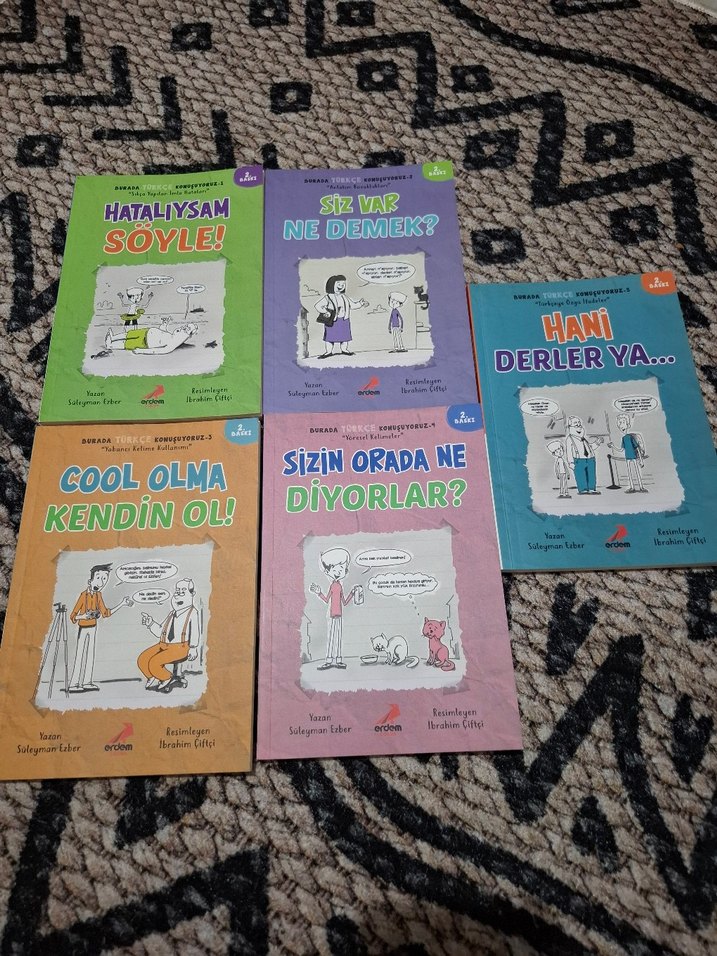 BURADA TÜRKÇE KONUŞUYORUZ-1
"Sıkça Yapılan İmla Hataları"
2. BASKI
HATALIYSAM
SÖYLE!
Yazan
Süleyman Ezber
erdem
Resimleyen
İbrahim Çiftçi
BURADA TÜRKÇE KONUŞUYORUZ-2
"Anlatım Bozuklukları"
2. BASKI
SİZ VAR
NE DEMEK?
Yazan
Süleyman Ezber
erdem
Resimleyen
İbrahim Çiftçi
BURADA TÜRKÇE KONUŞUYORUZ-5
"Türkçeye Özgü İfadeler"
2. BASKI
HANİ
DERLER YA...
Yazan
Süleyman Ezber
erdem
Resimleyen
İbrahim Çiftçi
BURADA TÜRKÇE KONUŞUYORUZ-3
"Yabancı Kelime Kullanımı"
2. BASKI
COOL OLMA
KENDİN OL!
Ne dedin sen,
ne dedin?
Yazan
Süleyman Ezber
erdem
Resimleyen
İbrahim Çiftçi
BURADA TÜRKÇE KONUŞUYORUZ-4
"Yöresel Kelimeler"
2. BASKI
SİZİN ORADA NE
DİYORLAR?
Yazan
Süleyman Ezber
erdem
Resimleyen
İbrahim Çiftçi